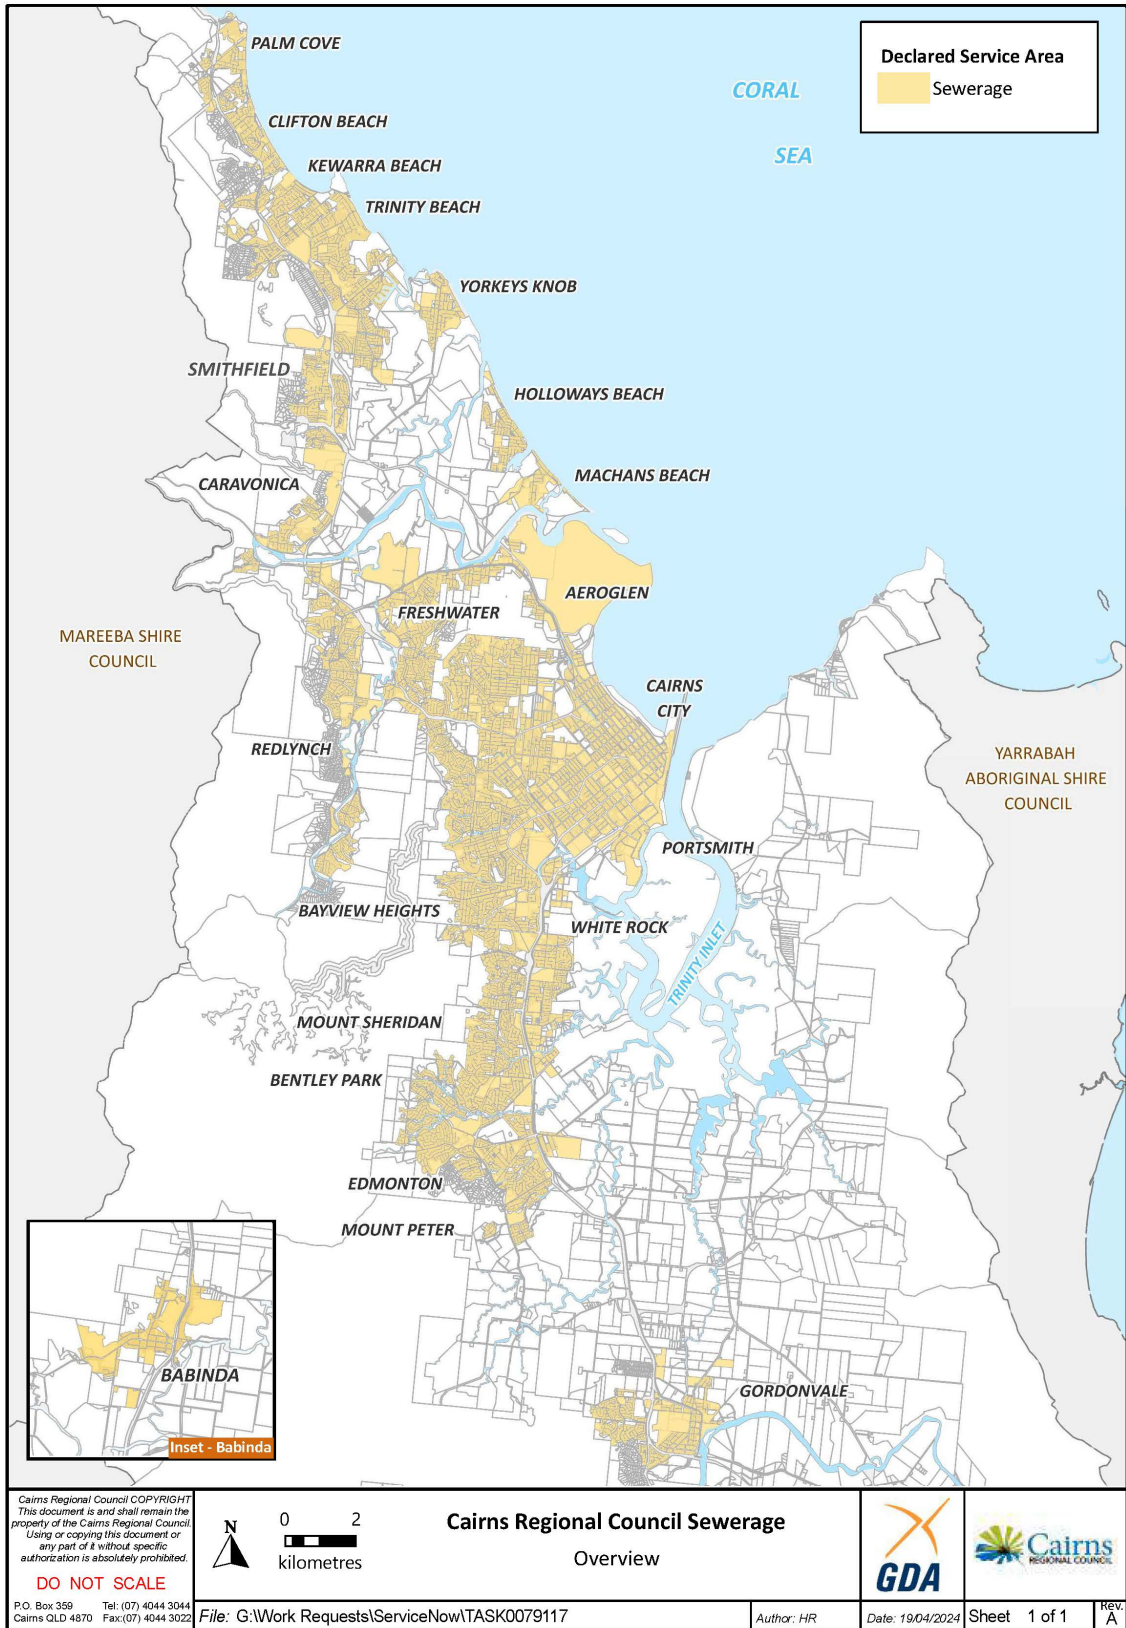 PALM COVE
CLIFTON BEACH
KEWARRA BEACH
TRINITY BEACH
YORKEYS KNOB
SMITHFIELD
HOLLOWAYS BEACH
MACHANS BEACH
CARAVONICA
AEROGLEN
FRESHWATER
CAIRNS
CITY
REDLYNCH
PORTSMITH
BAYVIEW HEIGHTS
WHITE ROCK
TRINITY INLET
MOUNT SHERIDAN
BENTLEY PARK
EDMONTON
MOUNT PETER
GORDONVALE
CORAL
SEA
Declared Service Area
Sewerage
MAREEBA SHIRE
COUNCIL
YARRABAH
ABORIGINAL SHIRE
COUNCIL
BABINDA
Inset - Babinda
Cairns Regional Council COPYRIGHT
This document is and shall remain the
property of the Cairns Regional Council.
Using or copying this document or
any part of it without specific
authorization is absolutely prohibited.
DO NOT SCALE
P.O. Box 359 Tel: (07) 4044 3044
Cairns QLD 4870 Fax:(07) 4044 3022
N
0 2
kilometres
Cairns Regional Council Sewerage
Overview
GDA
Cairns
REGIONAL COUNCIL
File: G:\Work Requests\ServiceNow\TASK0079117
Author: HR
Date: 19/04/2024
Sheet 1 of 1
Rev.
A